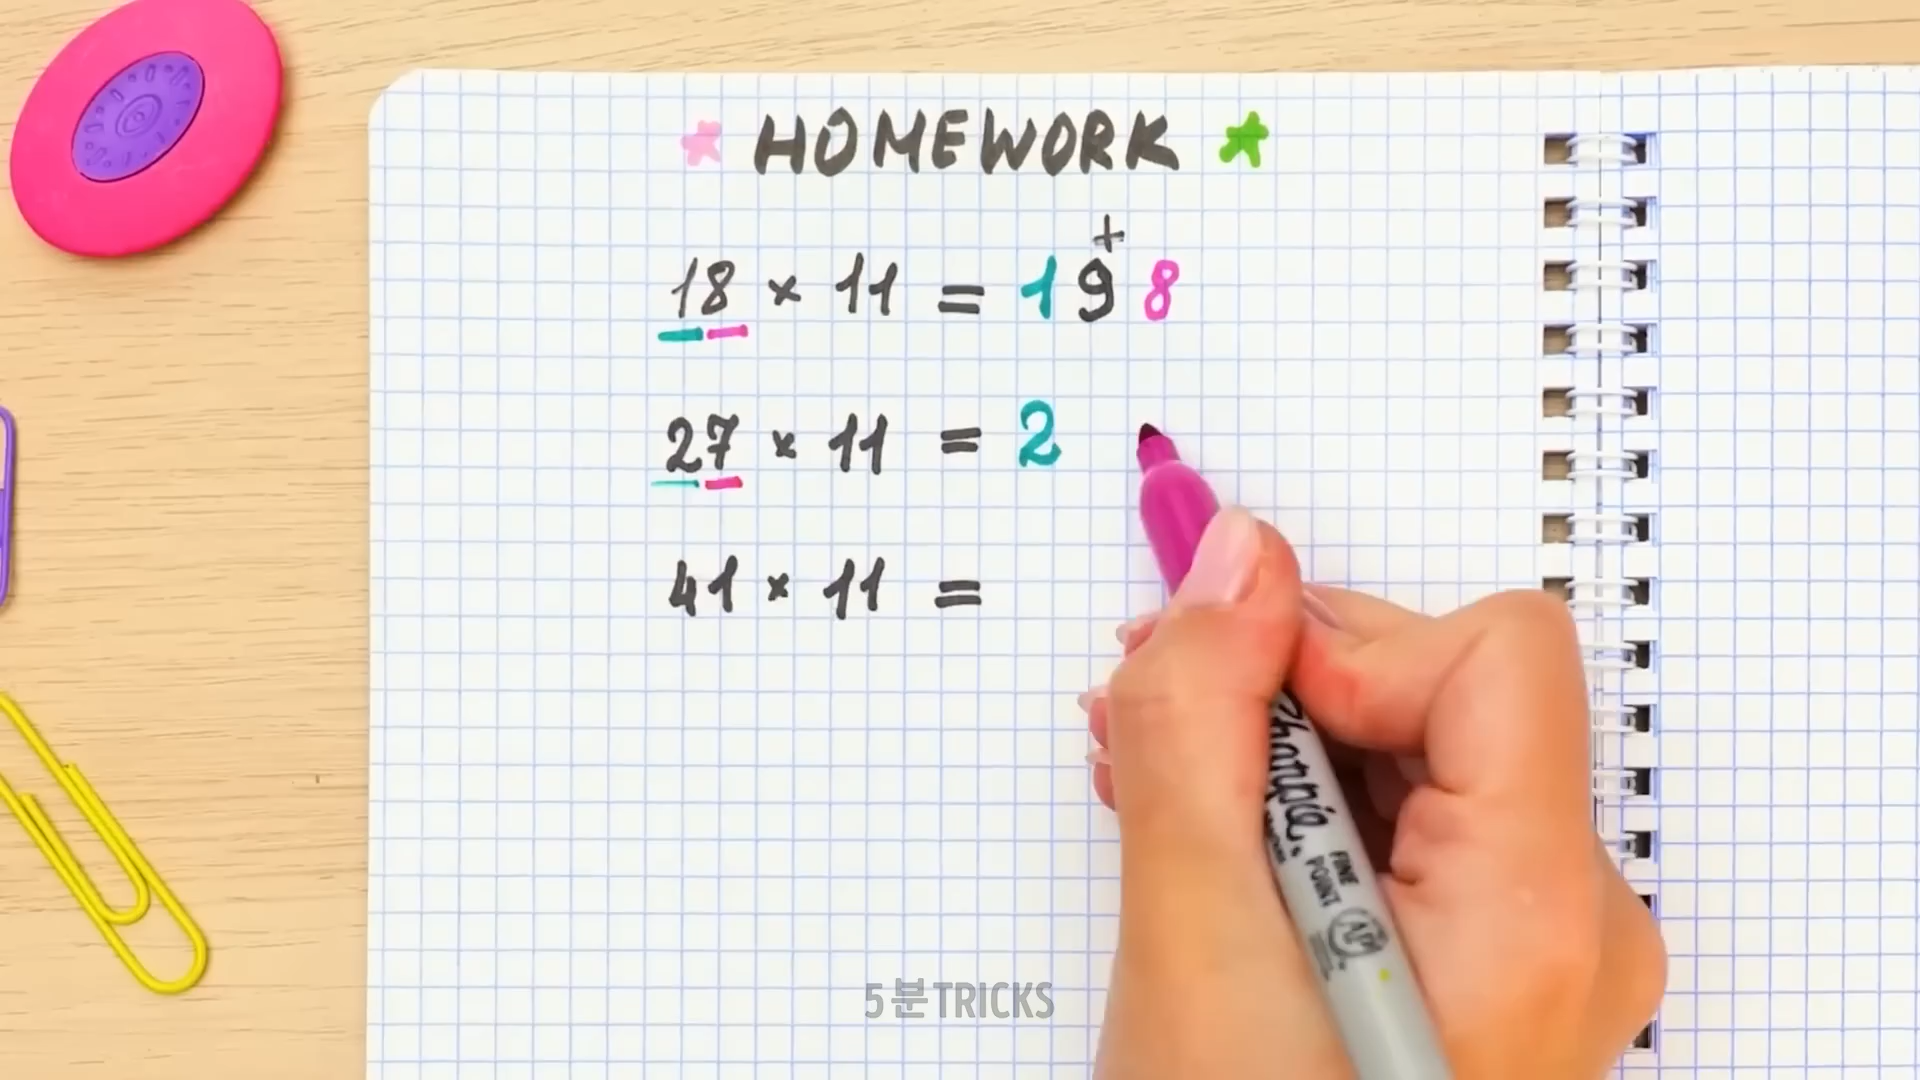 HOMEWORK
+
18 × 11 = 198
27 × 11 = 2
41 × 11 =
Sharpie.
FINE
POINT
AP
5분TRICKS